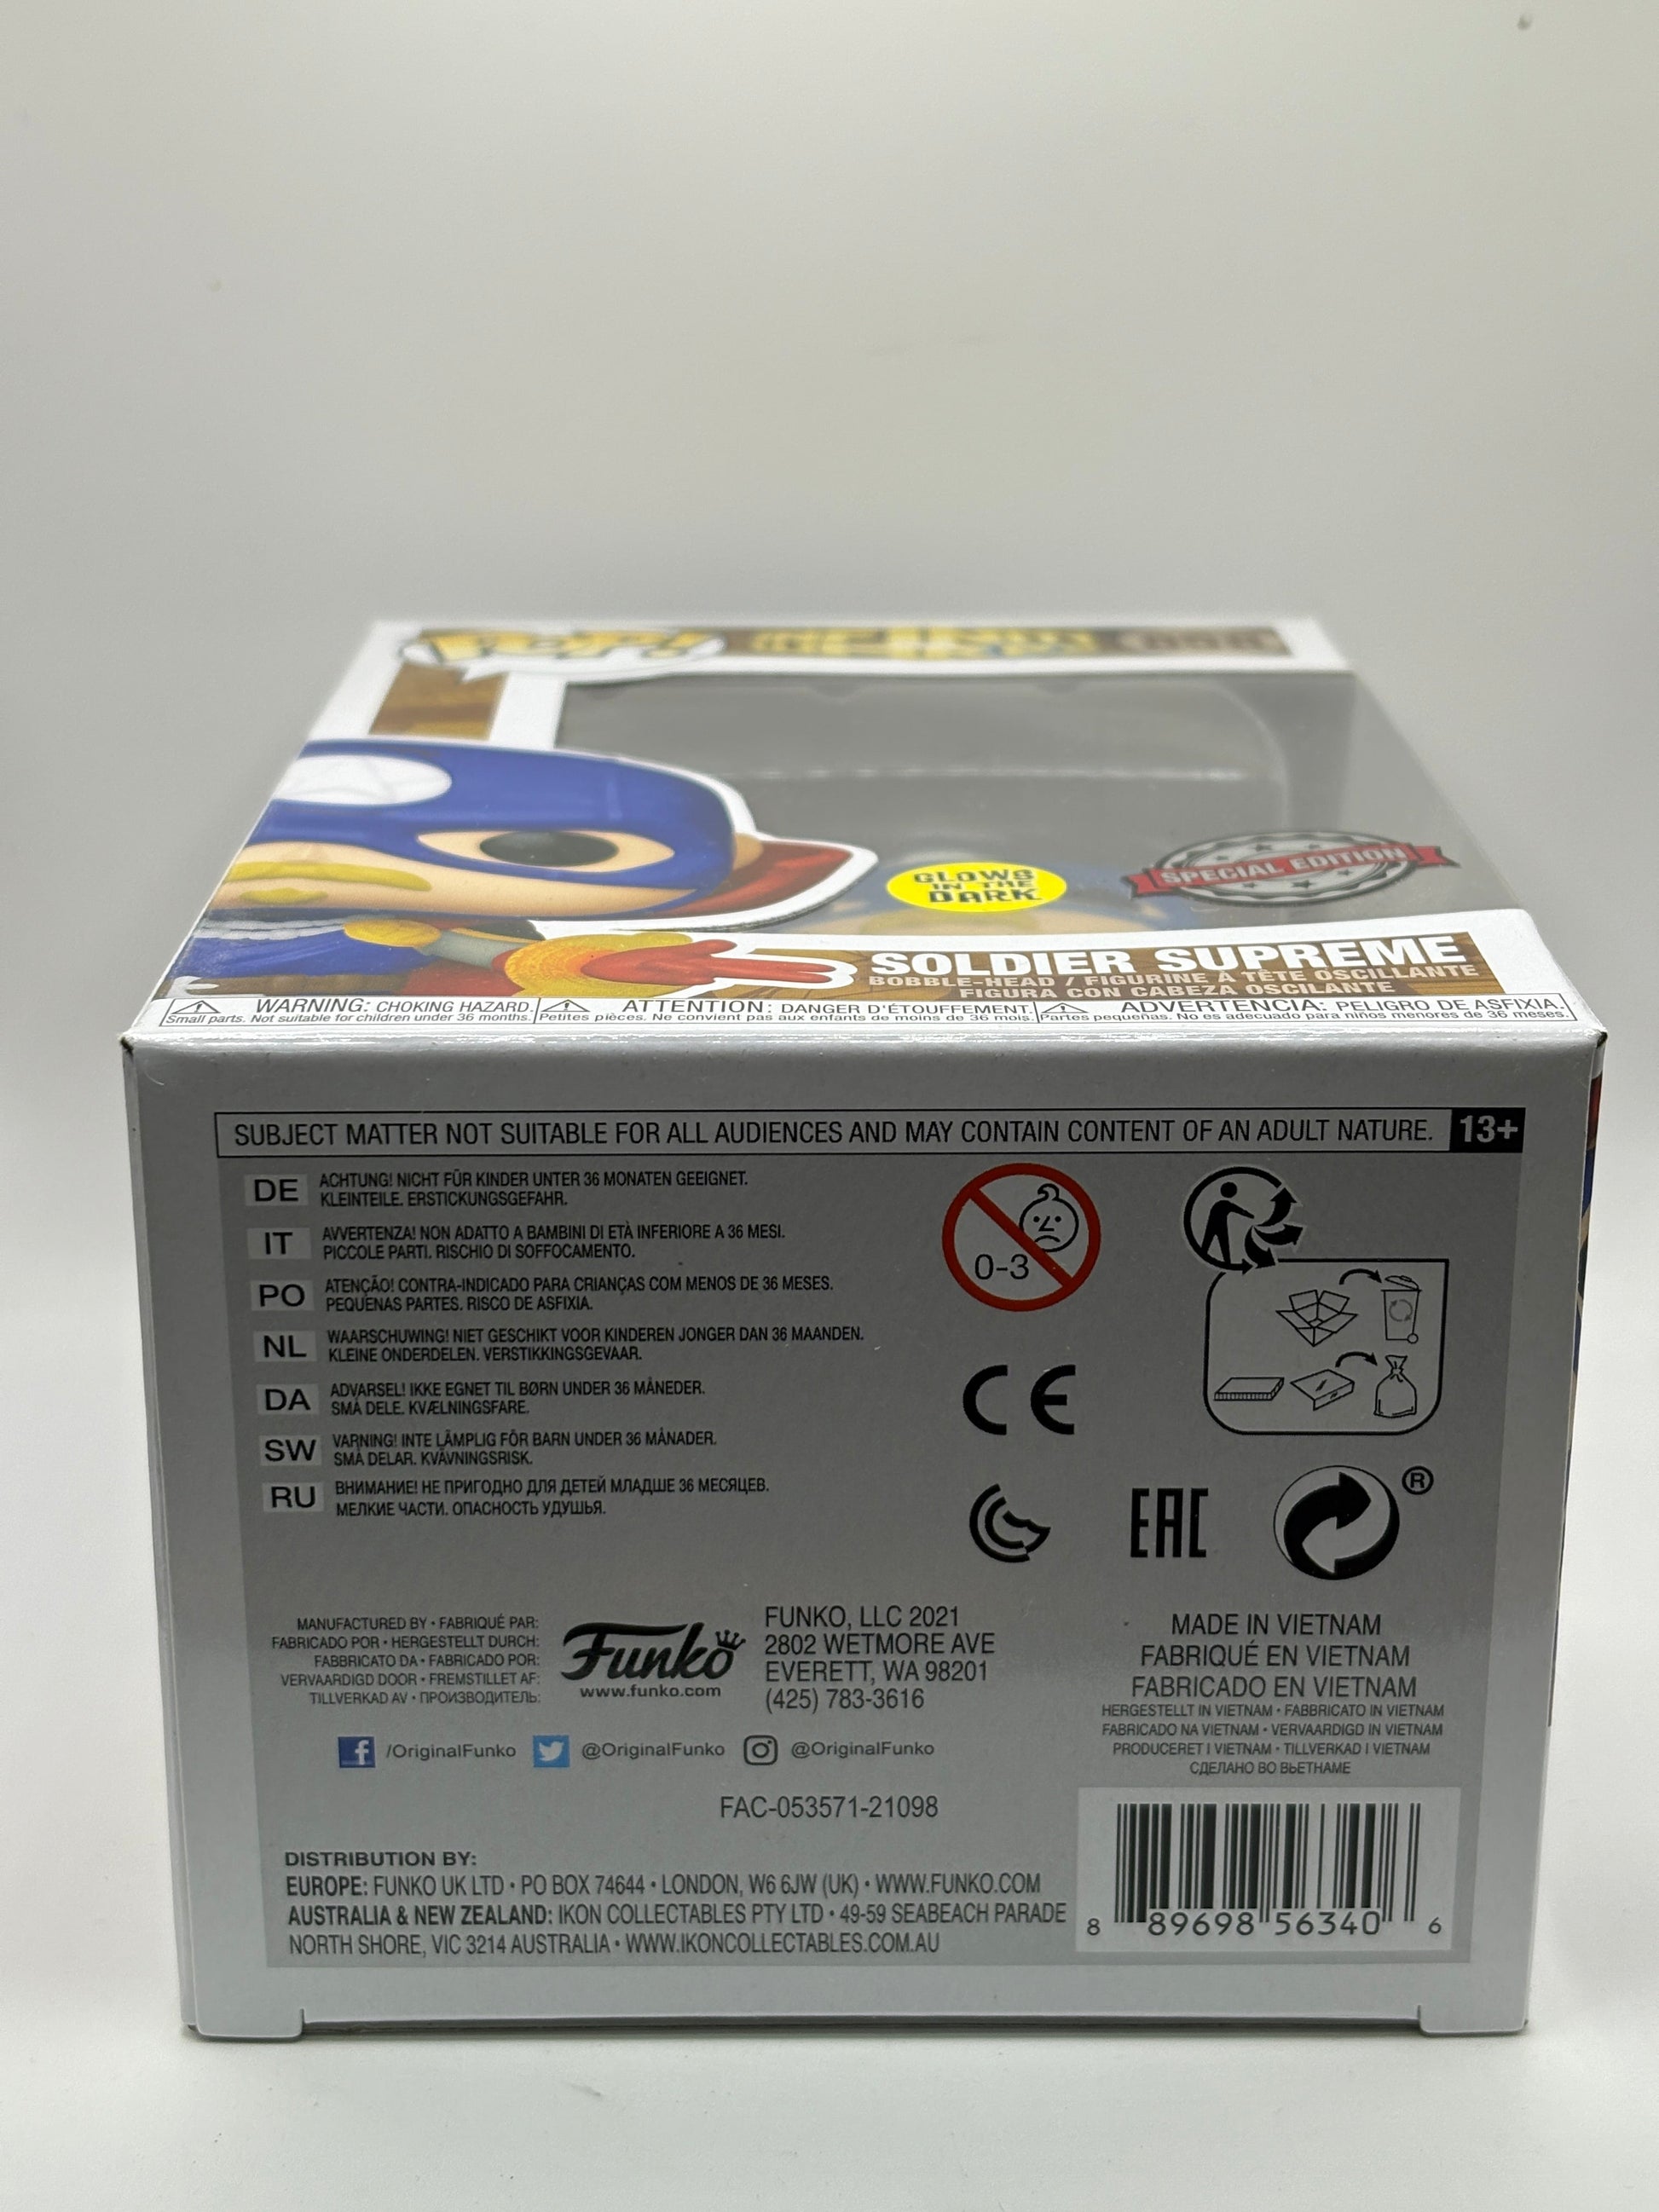 POP!
GLOWS
IN THE
DARK
SPECIAL EDITION
SOLDIER SUPREME
BOBBLE-HEAD / FIGURINE À TÊTE OSCILLANTE
FIGURA CON CABEZA OSCILANTE
WARNING: CHOKING HAZARD.
Small parts. Not suitable for children under 36 months.
ATTENTION: DANGER D'ÉTOUFFEMENT.
Petites pièces. Ne convient pas aux enfants de moins de 36 mois.
ADVERTENCIA: PELIGRO DE ASFIXIA.
Partes pequeñas. No es adecuado para niños menores de 36 meses.
SUBJECT MATTER NOT SUITABLE FOR ALL AUDIENCES AND MAY CONTAIN CONTENT OF AN ADULT NATURE. 13+
DE ACHTUNG! NICHT FÜR KINDER UNTER 36 MONATEN GEEIGNET.
KLEINTEILE. ERSTICKUNGSGEFAHR.
IT AVVERTENZA! NON ADATTO A BAMBINI DI ETÀ INFERIORE A 36 MESI.
PICCOLE PARTI. RISCHIO DI SOFFOCAMENTO.
PO ATENÇÃO! CONTRA-INDICADO PARA CRIANÇAS COM MENOS DE 36 MESES.
PEQUENAS PARTES. RISCO DE ASFIXIA.
NL WAARSCHUWING! NIET GESCHIKT VOOR KINDEREN JONGER DAN 36 MAANDEN.
KLEINE ONDERDELEN. VERSTIKKINGSGEVAAR.
DA ADVARSEL! IKKE EGNET TIL BØRN UNDER 36 MÅNEDER.
SMÅ DELE. KVÆLNINGSFARE.
SW VARNING! INTE LÄMPLIG FÖR BARN UNDER 36 MÅNADER.
SMÅ DELAR. KVÄVNINGSRISK.
RU ВНИМАНИЕ! НЕ ПРИГОДНО ДЛЯ ДЕТЕЙ МЛАДШЕ 36 МЕСЯЦЕВ.
МЕЛКИЕ ЧАСТИ. ОПАСНОСТЬ УДУШЬЯ.
0-3
CE
EAC
®
MANUFACTURED BY • FABRIQUÉ PAR:
FABRICADO POR • HERGESTELLT DURCH:
FABBRICATO DA • FABRICADO POR:
VERVAARDIGD DOOR • FREMSTILLET AF:
TILLVERKAD AV • ПРОИЗВОДИТЕЛЬ:
Funko
www.funko.com
FUNKO, LLC 2021
2802 WETMORE AVE
EVERETT, WA 98201
(425) 783-3616
/OriginalFunko @OriginalFunko @OriginalFunko
MADE IN VIETNAM
FABRIQUÉ EN VIETNAM
FABRICADO EN VIETNAM
HERGESTELLT IN VIETNAM • FABBRICATO IN VIETNAM
FABRICADO NA VIETNAM • VERVAARDIGD IN VIETNAM
PRODUCERET I VIETNAM • TILLVERKAD I VIETNAM
СДЕЛАНО ВО ВЬЕТНАМЕ
FAC-053571-21098
DISTRIBUTION BY:
EUROPE: FUNKO UK LTD • PO BOX 74644 • LONDON, W6 6JW (UK) • WWW.FUNKO.COM
AUSTRALIA & NEW ZEALAND: IKON COLLECTABLES PTY LTD • 49-59 SEABEACH PARADE
NORTH SHORE, VIC 3214 AUSTRALIA • WWW.IKONCOLLECTABLES.COM.AU
8 89698 56340 6